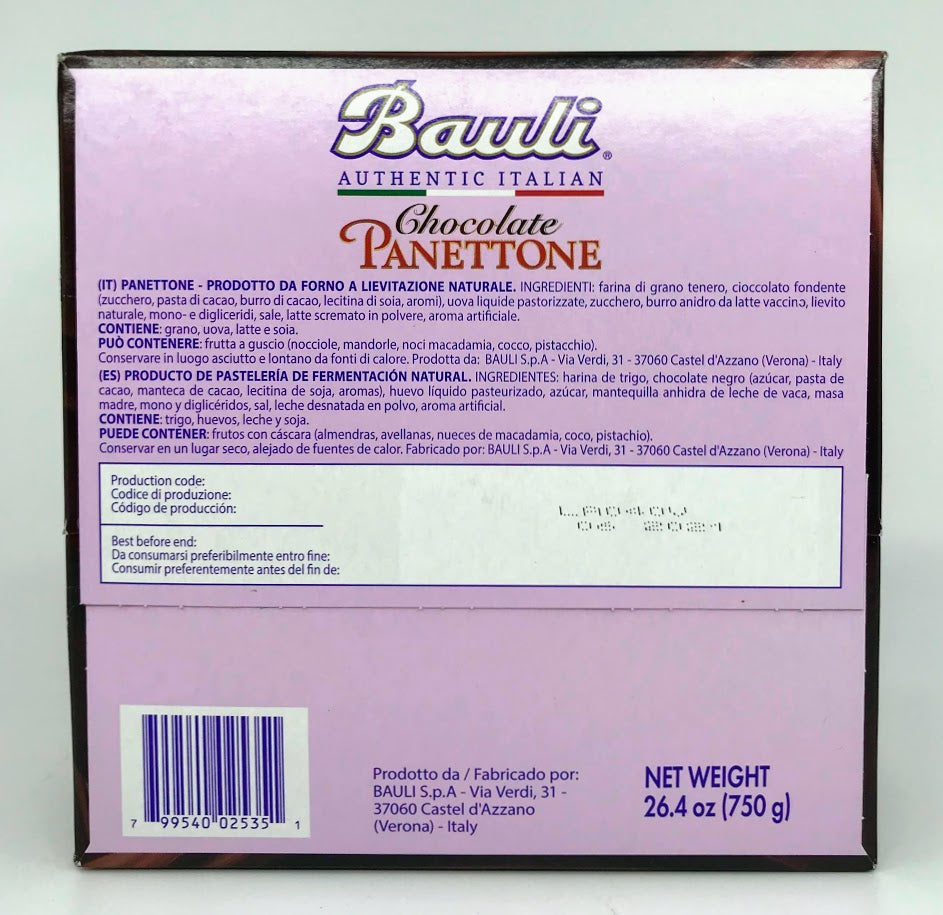 Bauli®
AUTHENTIC ITALIAN
Chocolate
PANETTONE
(IT) PANETTONE - PRODOTTO DA FORNO A LIEVITAZIONE NATURALE. INGREDIENTI: farina di grano tenero, cioccolato fondente
(zucchero, pasta di cacao, burro di cacao, lecitina di soia, aromi), uova liquide pastorizzate, zucchero, burro anidro da latte vaccino, lievito
naturale, mono- e digliceridi, sale, latte scremato in polvere, aroma artificiale.
CONTIENE: grano, uova, latte e soia.
PUÒ CONTENERE: frutta a guscio (nocciole, mandorle, noci macadamia, cocco, pistacchio).
Conservare in luogo asciutto e lontano da fonti di calore. Prodotta da: BAULI S.p.A - Via Verdi, 31 - 37060 Castel d'Azzano (Verona) - Italy
(ES) PRODUCTO DE PASTELERÍA DE FERMENTACIÓN NATURAL. INGREDIENTES: harina de trigo, chocolate negro (azúcar, pasta de
cacao, manteca de cacao, lecitina de soja, aromas), huevo líquido pasteurizado, azúcar, mantequilla anhidra de leche de vaca, masa
madre, mono y diglicéridos, sal, leche desnatada en polvo, aroma artificial.
CONTIENE: trigo, huevos, leche y soja.
PUEDE CONTENER: frutos con cáscara (almendras, avellanas, nueces de macadamia, coco, pistachio).
Conservar en un lugar seco, alejado de fuentes de calor. Fabricado por: BAULI S.p.A - Via Verdi, 31 - 37060 Castel d'Azzano (Verona) - Italy
Production code:
Codice di produzione:
Código de producción:
2021
Best before end:
Da consumarsi preferibilmente entro fine:
Consumir preferentemente antes del fin de:
7 99540 02535 1
Prodotto da / Fabricado por:
BAULI S.p.A - Via Verdi, 31 -
37060 Castel d'Azzano
(Verona) - Italy
NET WEIGHT
26.4 oz (750 g)